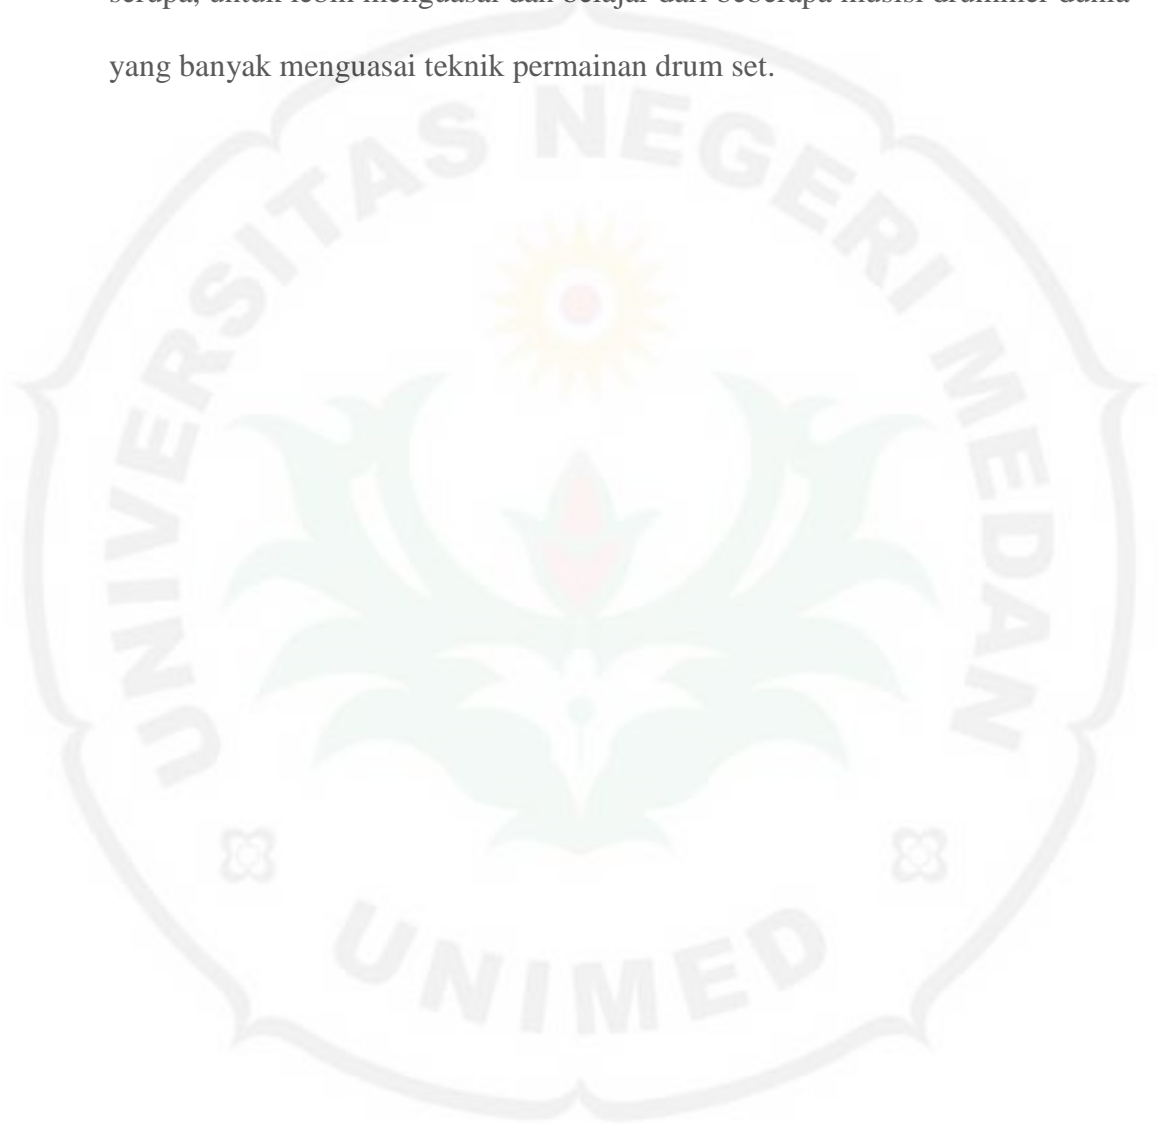 serupa, untuk lebih menguasai dan belajar dari beberapa musisi drummer dunia
yang banyak menguasai teknik permainan drum set.
UNIVERSITAS NEGERI MEDAN
UNIMED